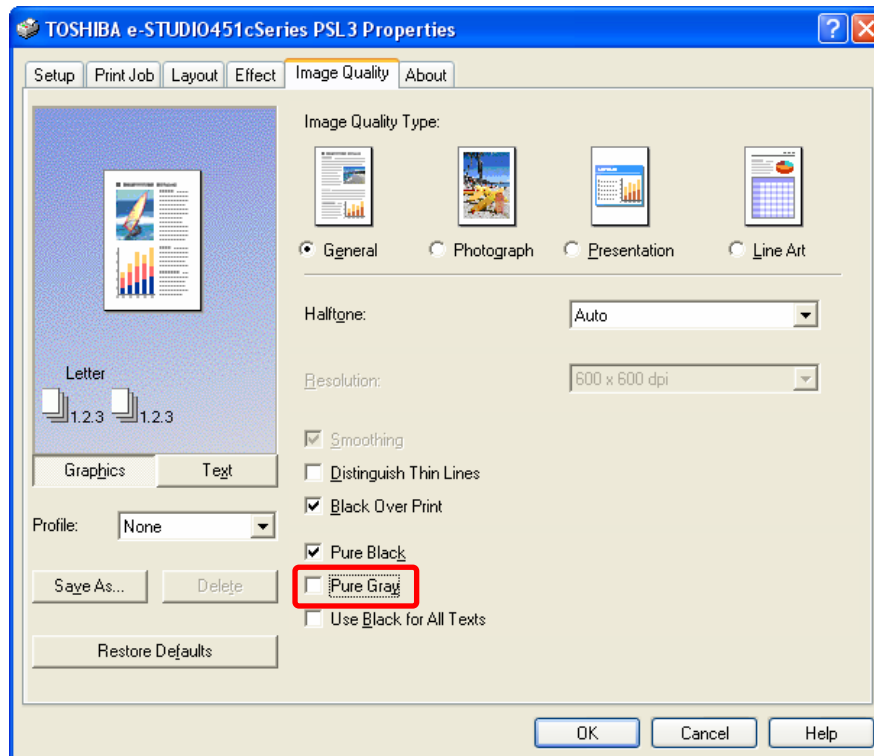 TOSHIBA e-STUDIO451cSeries PSL3 Properties
Setup Print Job Layout Effect Image Quality About
Image Quality Type:
General Photograph Presentation Line Art
Halftone: Auto
Letter
Resolution: 600 x 600 dpi
1.2.3 1.2.3
Smoothing
Graphics Text
Distinguish Thin Lines
Black Over Print
Profile: None
Pure Black
Save As... Delete
Pure Gray
Use Black for All Texts
Restore Defaults
OK Cancel Help